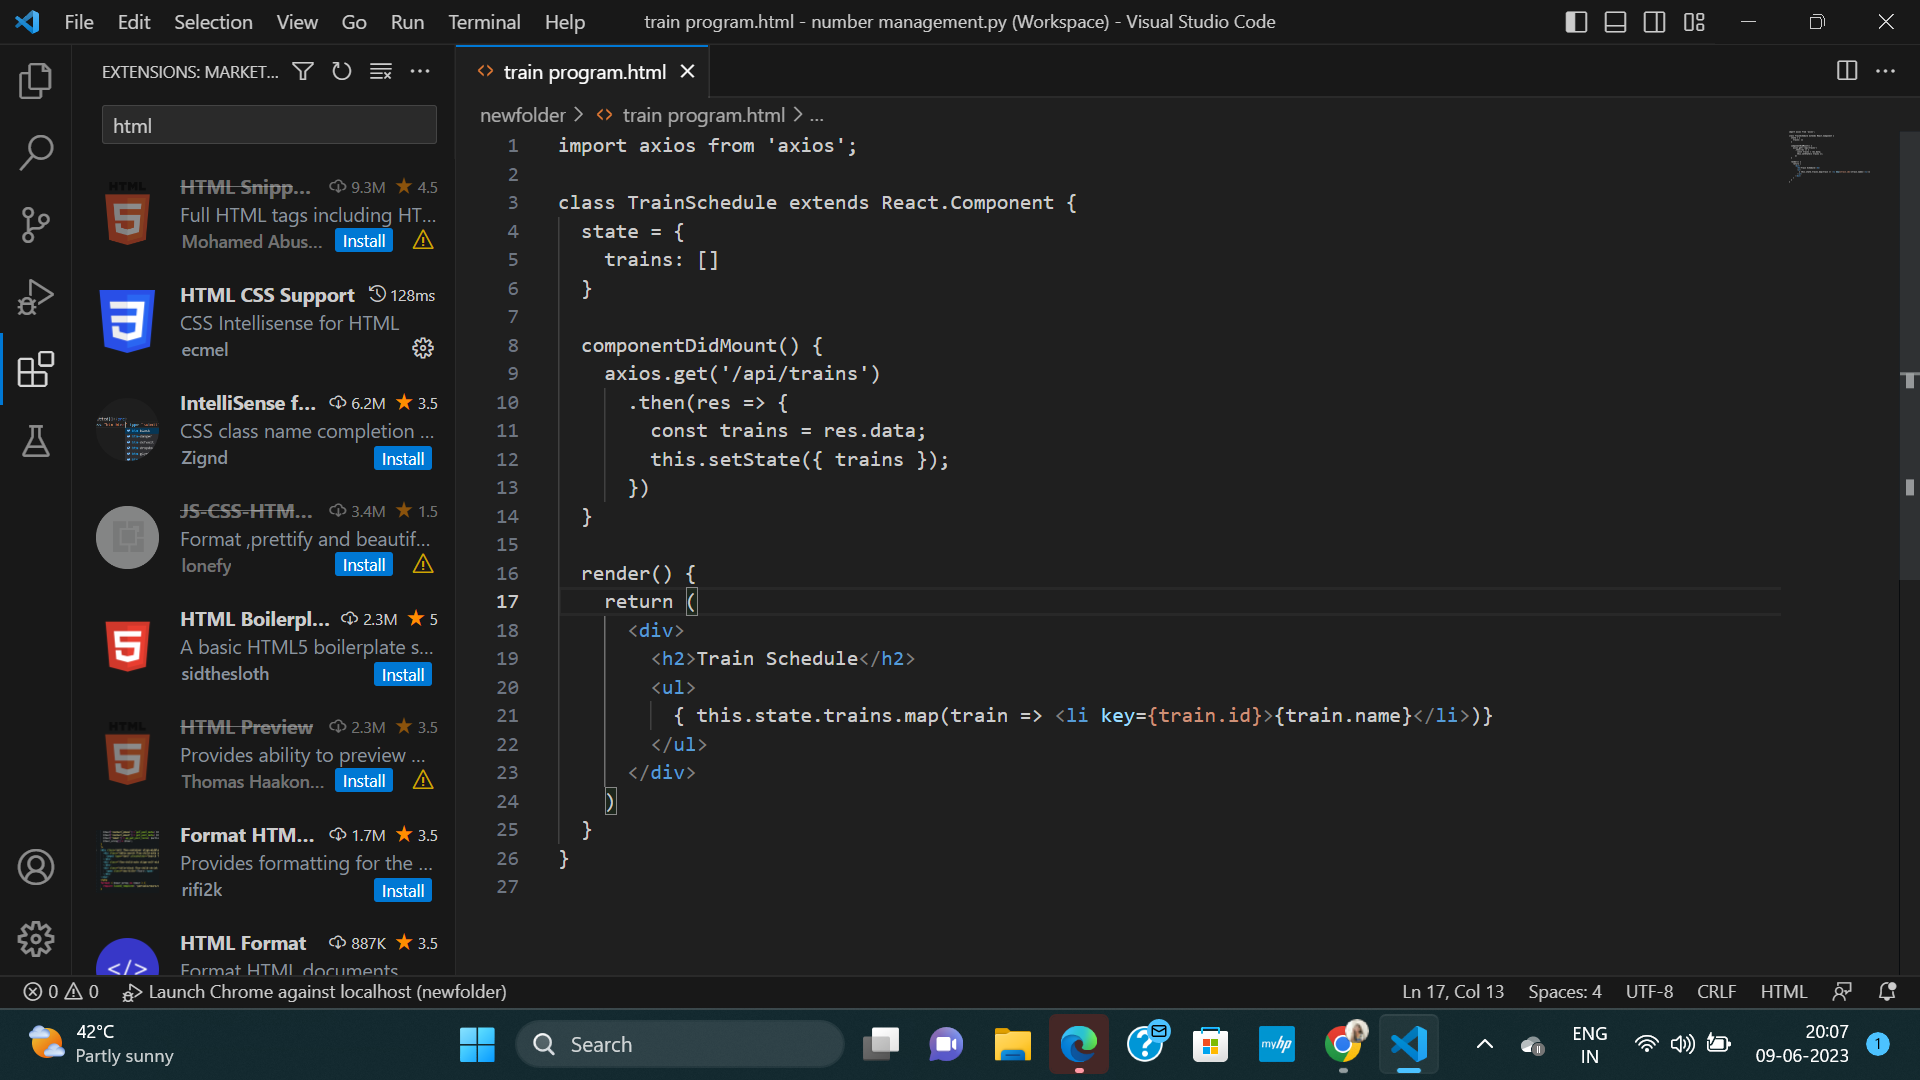 File Edit Selection View Go Run Terminal Help
train program.html - number management.py (Workspace) - Visual Studio Code
EXTENSIONS: MARKET...
html
HTML Snipp... 9.3M 4.5
Full HTML tags including HT...
Mohamed Abus... Install
HTML CSS Support 128ms
CSS Intellisense for HTML
ecmel
IntelliSense f... 6.2M 3.5
CSS class name completion ...
Zignd Install
JS-CSS-HTM... 3.4M 1.5
Format ,prettify and beautif...
lonefy Install
HTML Boilerpl... 2.3M 5
A basic HTML5 boilerplate s...
sidthesloth Install
HTML Preview 2.3M 3.5
Provides ability to preview ...
Thomas Haakon... Install
Format HTM... 1.7M 3.5
Provides formatting for the ...
rifi2k Install
HTML Format 887K 3.5
Format HTML documents
train program.html
newfolder > train program.html > ...
1 import axios from 'axios';
2
3 class TrainSchedule extends React.Component {
4 state = {
5 trains: []
6 }
7
8 componentDidMount() {
9 axios.get('/api/trains')
10 .then(res => {
11 const trains = res.data;
12 this.setState({ trains });
13 })
14 }
15
16 render() {
17 return (
18 <div>
19 <h2>Train Schedule</h2>
20 <ul>
21 { this.state.trains.map(train => <li key={train.id}>{train.name}</li>)}
22 </ul>
23 </div>
24 )
25 }
26 }
27
0 0 Launch Chrome against localhost (newfolder)
Ln 17, Col 13 Spaces: 4 UTF-8 CRLF HTML
42°C
Partly sunny
Search
myhp
ENG
IN
20:07
09-06-2023
1